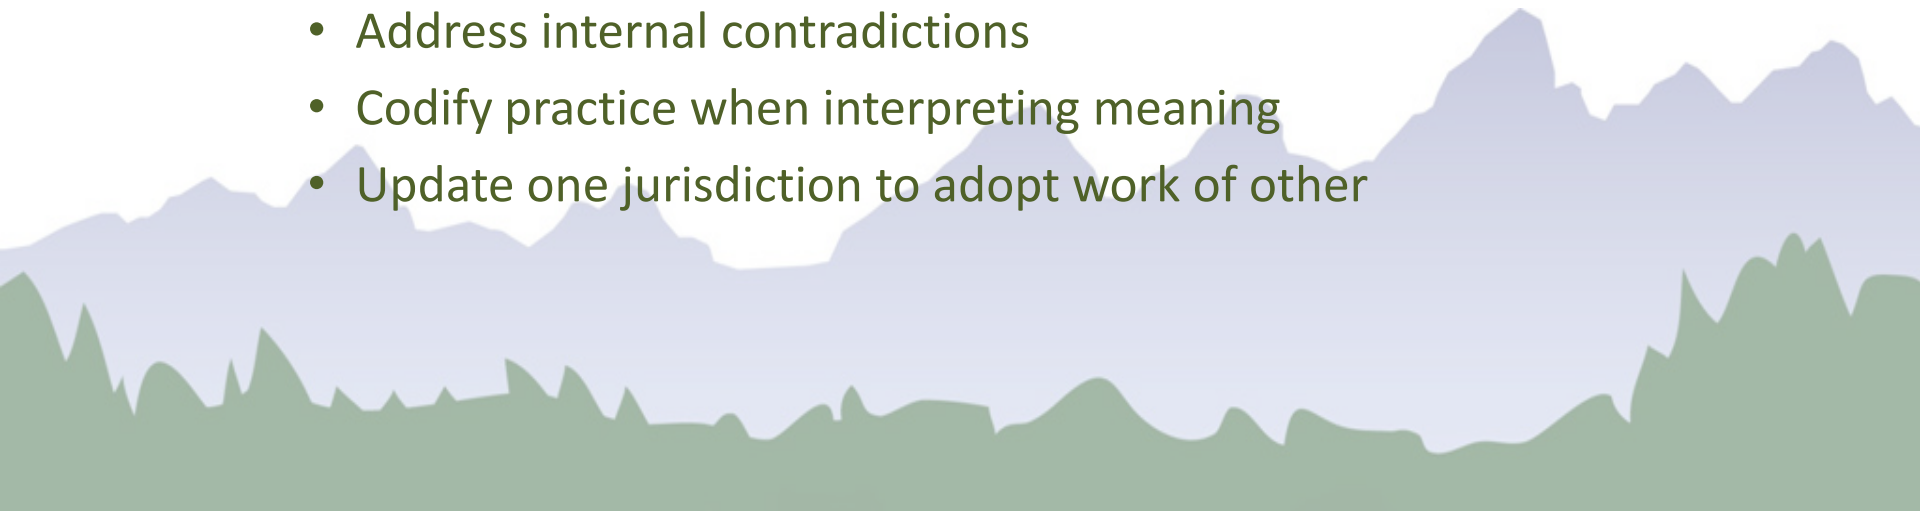 • Address internal contradictions
• Codify practice when interpreting meaning
• Update one jurisdiction to adopt work of other